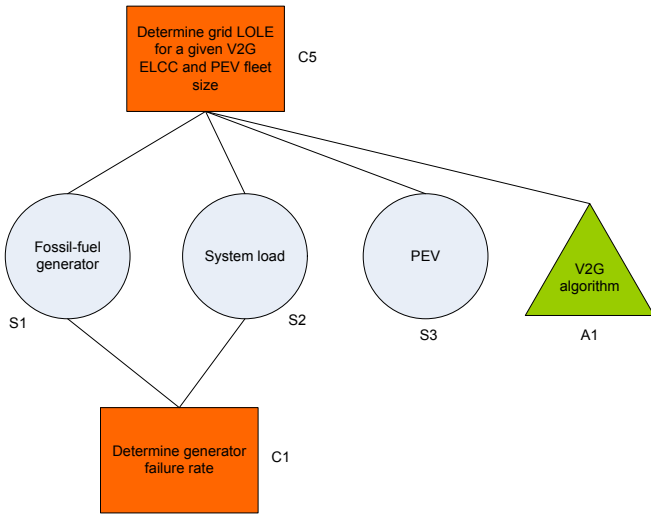 Determine grid LOLE
for a given V2G
ELCC and PEV fleet
size
C5
Fossil-fuel
generator
System load
PEV
V2G
algorithm
S1
S2
S3
A1
Determine generator
failure rate
C1